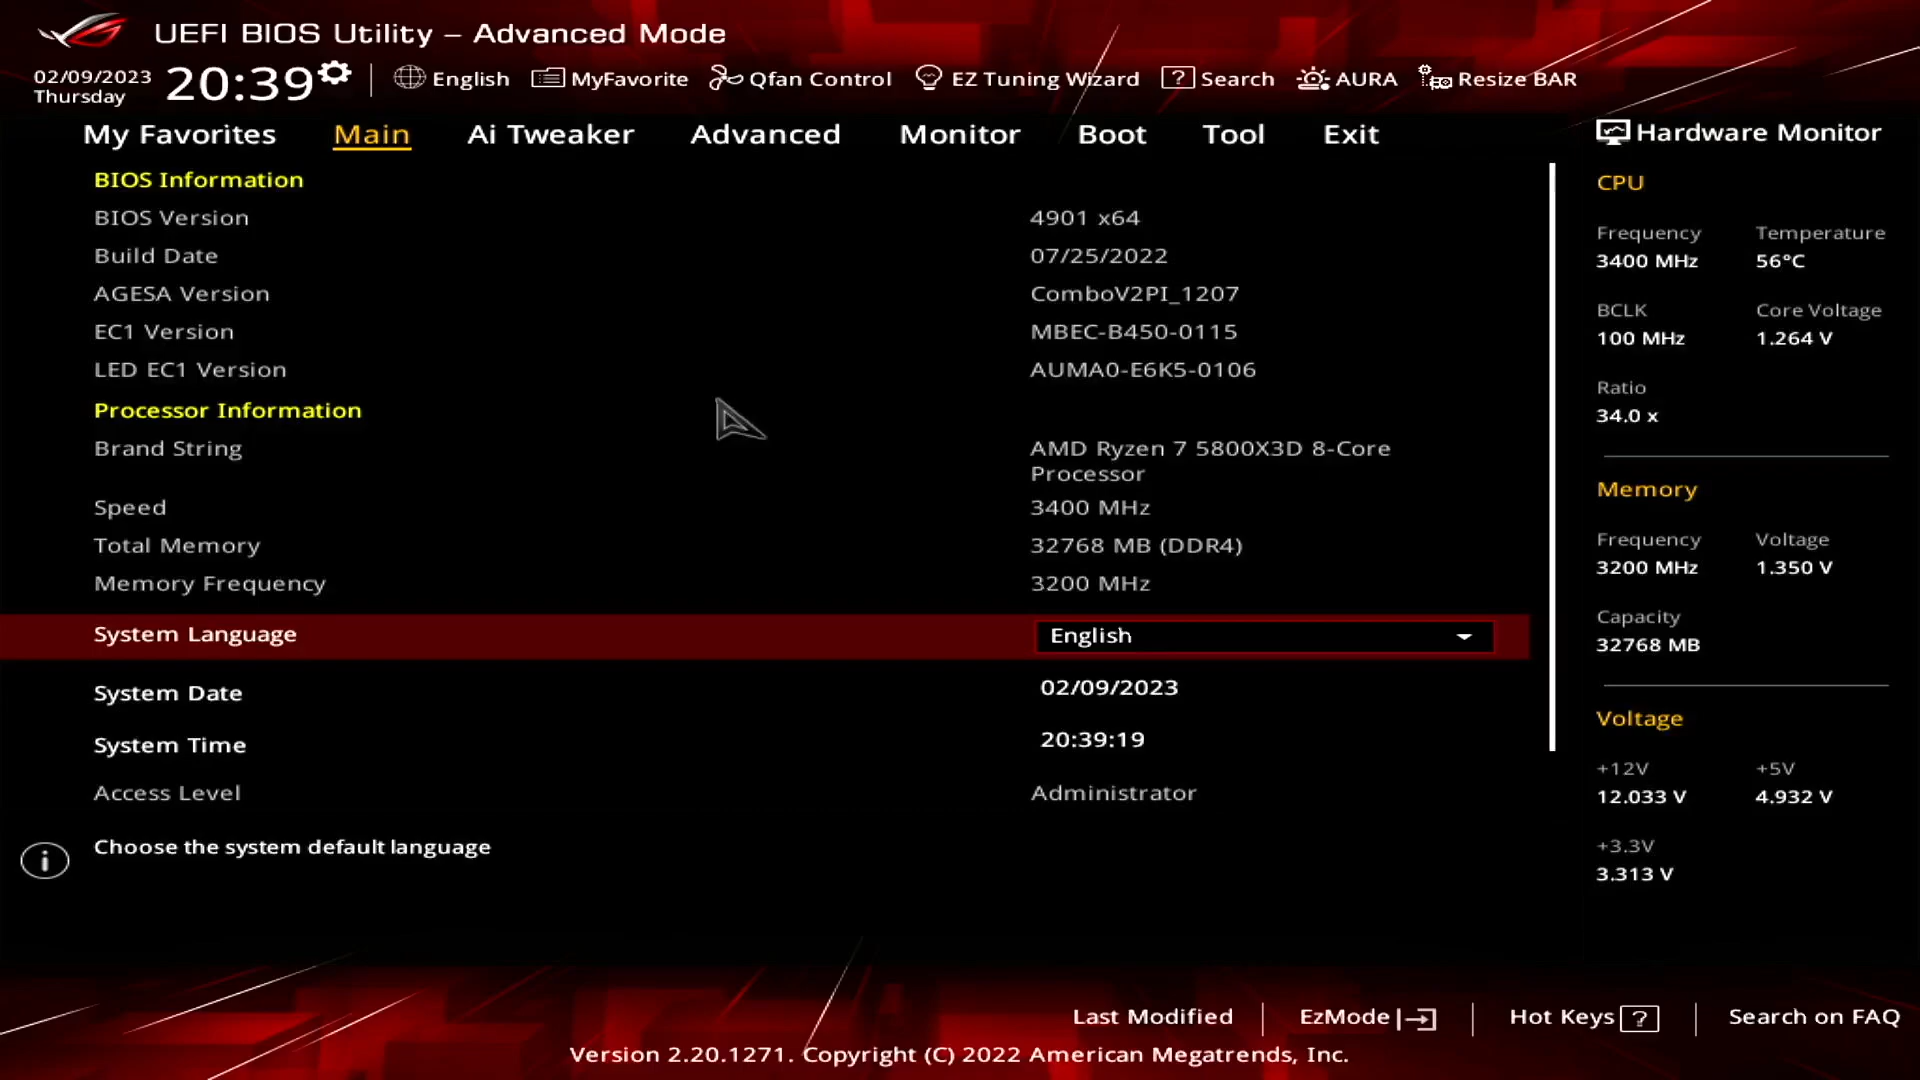 UEFI BIOS Utility – Advanced Mode
02/09/2023
Thursday
20:39
English MyFavorite Qfan Control EZ Tuning Wizard ? Search AURA Resize BAR
My Favorites Main Ai Tweaker Advanced Monitor Boot Tool Exit
BIOS Information
BIOS Version 4901 x64
Build Date 07/25/2022
AGESA Version ComboV2PI_1207
EC1 Version MBEC-B450-0115
LED EC1 Version AUMA0-E6K5-0106
Processor Information
Brand String AMD Ryzen 7 5800X3D 8-Core
Processor
Speed 3400 MHz
Total Memory 32768 MB (DDR4)
Memory Frequency 3200 MHz
System Language English
System Date 02/09/2023
System Time 20:39:19
Access Level Administrator
i Choose the system default language
Hardware Monitor
CPU
Frequency Temperature
3400 MHz 56°C
BCLK Core Voltage
100 MHz 1.264 V
Ratio
34.0 x
Memory
Frequency Voltage
3200 MHz 1.350 V
Capacity
32768 MB
Voltage
+12V +5V
12.033 V 4.932 V
+3.3V
3.313 V
Last Modified EzMode Hot Keys ? Search on FAQ
Version 2.20.1271. Copyright (C) 2022 American Megatrends, Inc.